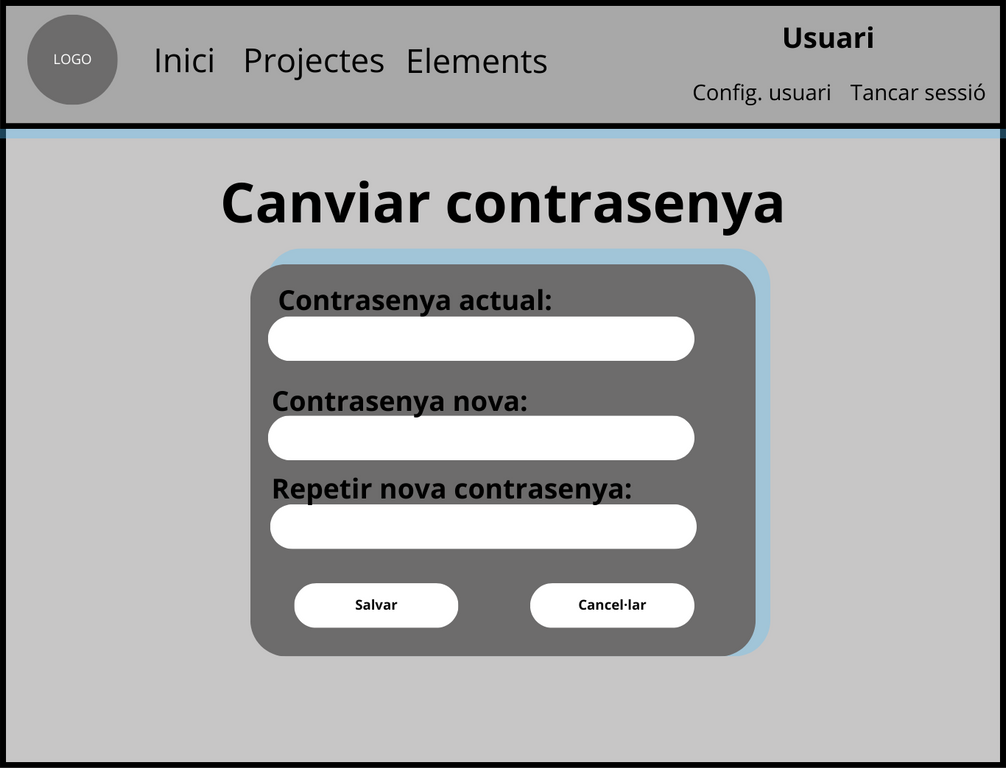 LOGO
Inici Projectes Elements
Usuari
Config. usuari Tancar sessió
Canviar contrasenya
Contrasenya actual:
Contrasenya nova:
Repetir nova contrasenya:
Salvar Cancel·lar